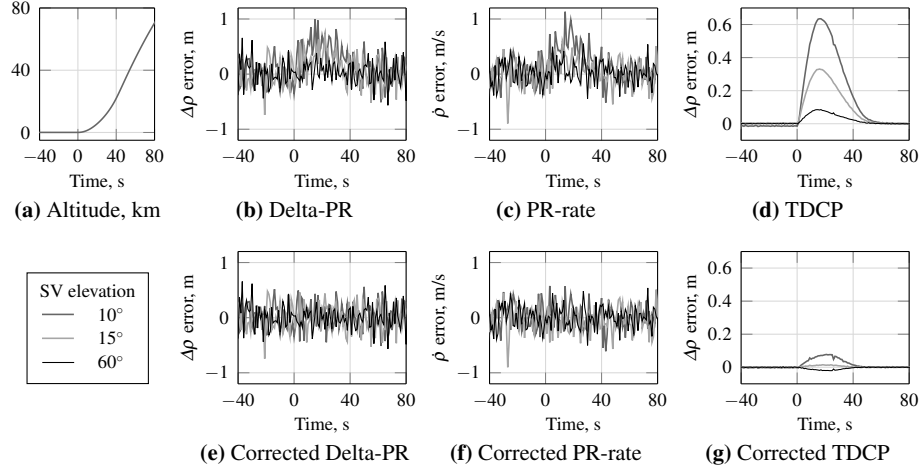 80
40
0
−40 0 40 80
Time, s
(a) Altitude, km
Δρ error, m
1
0
−1
−40 0 40 80
Time, s
(b) Delta-PR
ρ̇ error, m/s
1
0
−1
−40 0 40 80
Time, s
(c) PR-rate
Δρ error, m
0.6
0.4
0.2
0
−40 0 40 80
Time, s
(d) TDCP
SV elevation
10°
15°
60°
Δρ error, m
1
0
−1
−40 0 40 80
Time, s
(e) Corrected Delta-PR
ρ̇ error, m/s
1
0
−1
−40 0 40 80
Time, s
(f) Corrected PR-rate
Δρ error, m
0.6
0.4
0.2
0
−40 0 40 80
Time, s
(g) Corrected TDCP